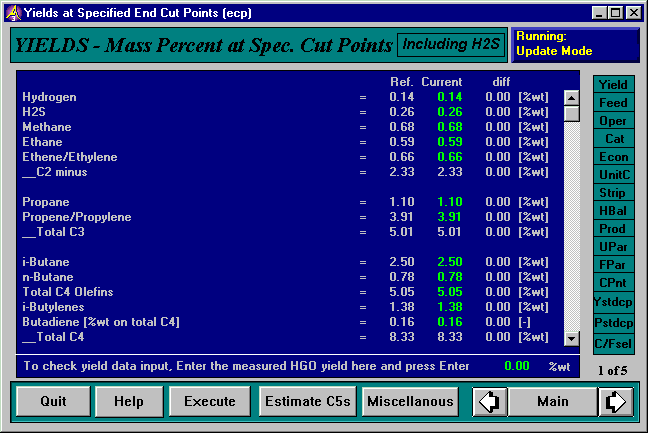 Yields at Specified End Cut Points (ecp)
YIELDS - Mass Percent at Spec. Cut Points Including H2S
Running:
Update Mode
Ref. Current diff
Hydrogen = 0.14 0.14 0.00 [%wt]
H2S = 0.26 0.26 0.00 [%wt]
Methane = 0.68 0.68 0.00 [%wt]
Ethane = 0.59 0.59 0.00 [%wt]
Ethene/Ethylene = 0.66 0.66 0.00 [%wt]
__C2 minus = 2.33 2.33 0.00 [%wt]
Propane = 1.10 1.10 0.00 [%wt]
Propene/Propylene = 3.91 3.91 0.00 [%wt]
__Total C3 = 5.01 5.01 0.00 [%wt]
i-Butane = 2.50 2.50 0.00 [%wt]
n-Butane = 0.78 0.78 0.00 [%wt]
Total C4 Olefins = 5.05 5.05 0.00 [%wt]
i-Butylenes = 1.38 1.38 0.00 [%wt]
Butadiene [%wt on total C4] = 0.16 0.16 0.00 [-]
__Total C4 = 8.33 8.33 0.00 [%wt]
To check yield data input, Enter the measured HGO yield here and press Enter 0.00 %wt
Yield
Feed
Oper
Cat
Econ
UnitC
Strip
HBal
Prod
UPar
FPar
CPnt
Ystdcp
Pstdcp
C/Fsel
1 of 5
Quit Help Execute Estimate C5s Miscellanous Main